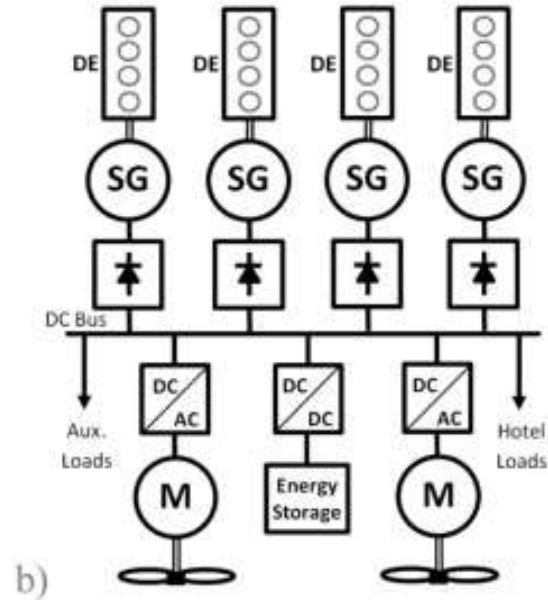 DE DE DE DE
SG SG SG SG
DC Bus
DC DC DC
AC DC AC
Aux.
Loads
Hotel
Loads
M Energy Storage M
b)